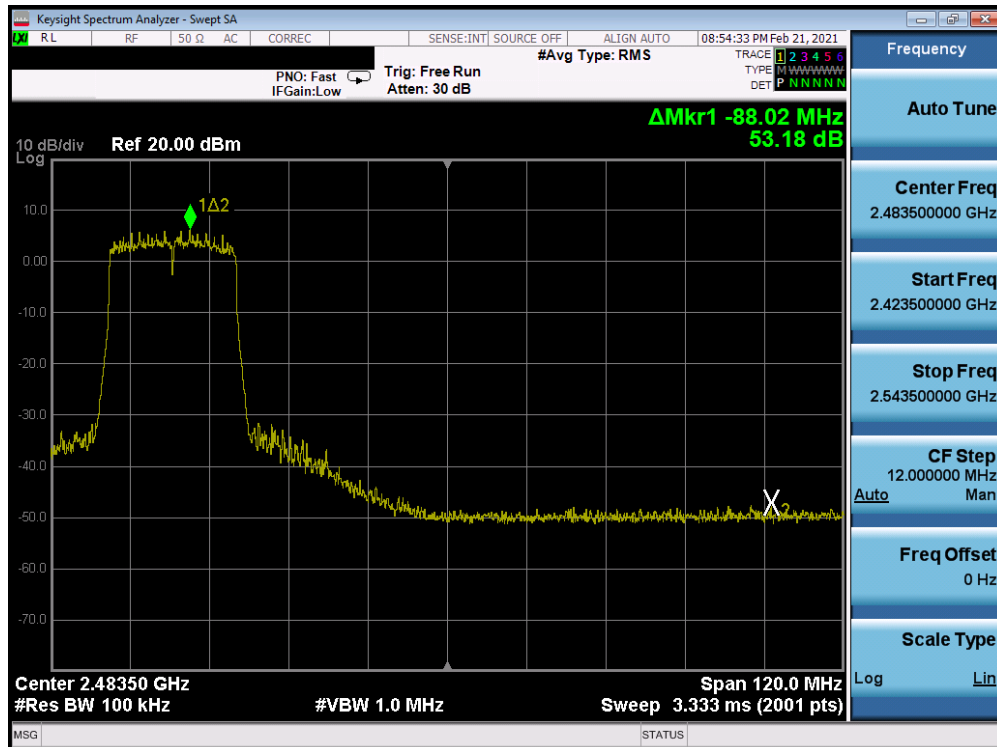 Keysight Spectrum Analyzer - Swept SA
LXI RL RF 50 Ω AC CORREC SENSE:INT SOURCE OFF ALIGN AUTO 08:54:33 PM Feb 21, 2021
#Avg Type: RMS
TRACE 1 2 3 4 5 6
TYPE M W W W W W
DET P N N N N N
PNO: Fast
IFGain:Low
Trig: Free Run
Atten: 30 dB
ΔMkr1 -88.02 MHz
53.18 dB
10 dB/div Ref 20.00 dBm
Log
10.0
0.00
-10.0
-20.0
-30.0
-40.0
-50.0
-60.0
-70.0
1Δ2
X2
Center 2.48350 GHz Span 120.0 MHz
#Res BW 100 kHz #VBW 1.0 MHz Sweep 3.333 ms (2001 pts)
MSG STATUS
Frequency
Auto Tune
Center Freq
2.483500000 GHz
Start Freq
2.423500000 GHz
Stop Freq
2.543500000 GHz
CF Step
12.000000 MHz
Auto Man
Freq Offset
0 Hz
Scale Type
Log Lin